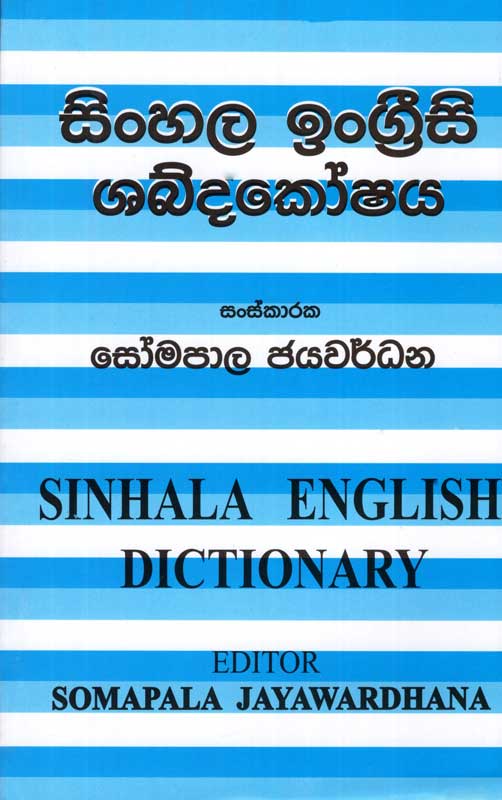 සිංහල ඉංග්‍රීසි
ශබ්දකෝෂය
සංස්කාරක
සෝමපාල ජයවර්ධන
SINHALA ENGLISH
DICTIONARY
EDITOR
SOMAPALA JAYAWARDHANA